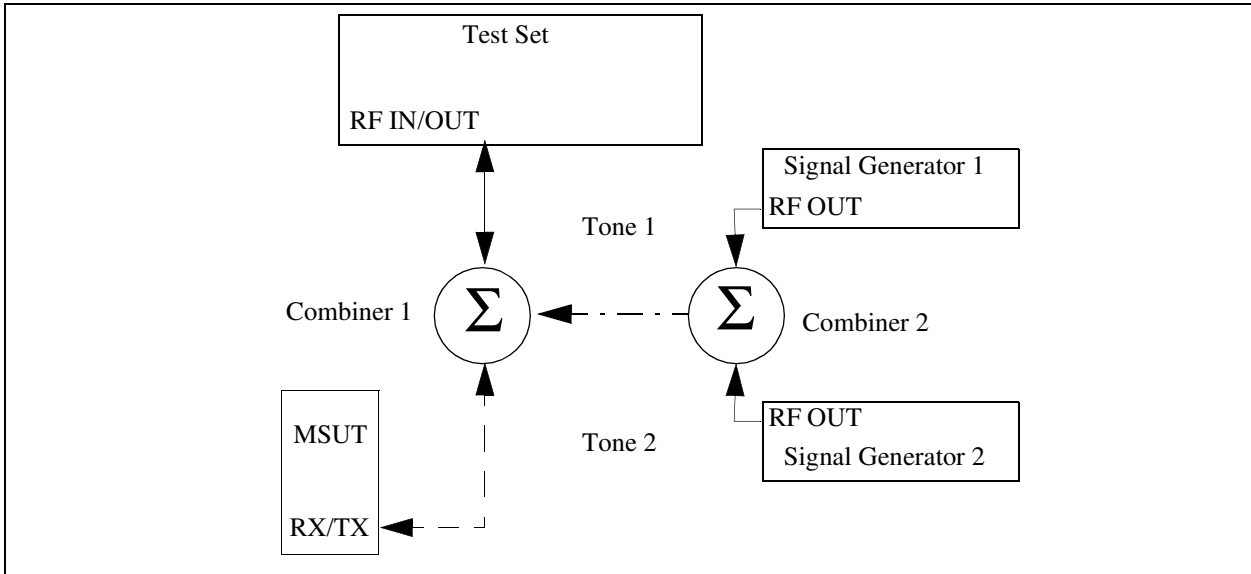 Test Set
RF IN/OUT
Signal Generator 1
RF OUT
Tone 1
Combiner 1
Σ
Σ
Combiner 2
MSUT
RX/TX
Tone 2
RF OUT
Signal Generator 2